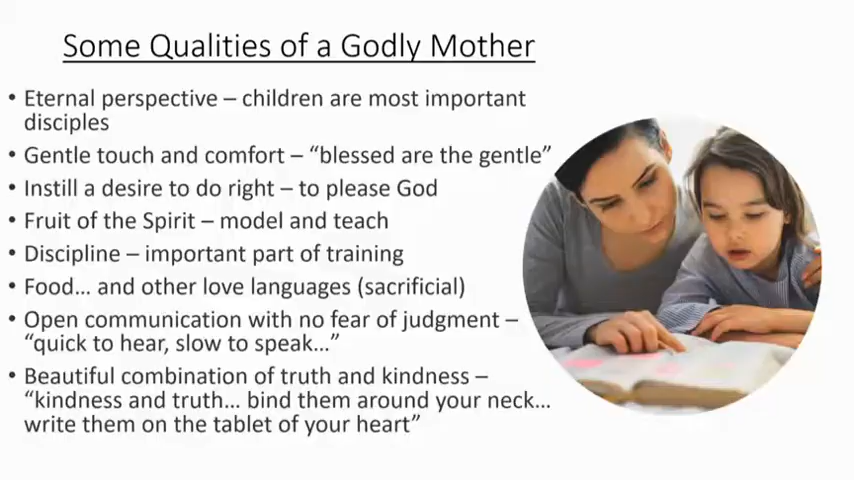 Some Qualities of a Godly Mother
• Eternal perspective – children are most important
disciples
• Gentle touch and comfort – “blessed are the gentle”
• Instill a desire to do right – to please God
• Fruit of the Spirit – model and teach
• Discipline – important part of training
• Food… and other love languages (sacrificial)
• Open communication with no fear of judgment –
“quick to hear, slow to speak…”
• Beautiful combination of truth and kindness –
“kindness and truth… bind them around your neck…
write them on the tablet of your heart”